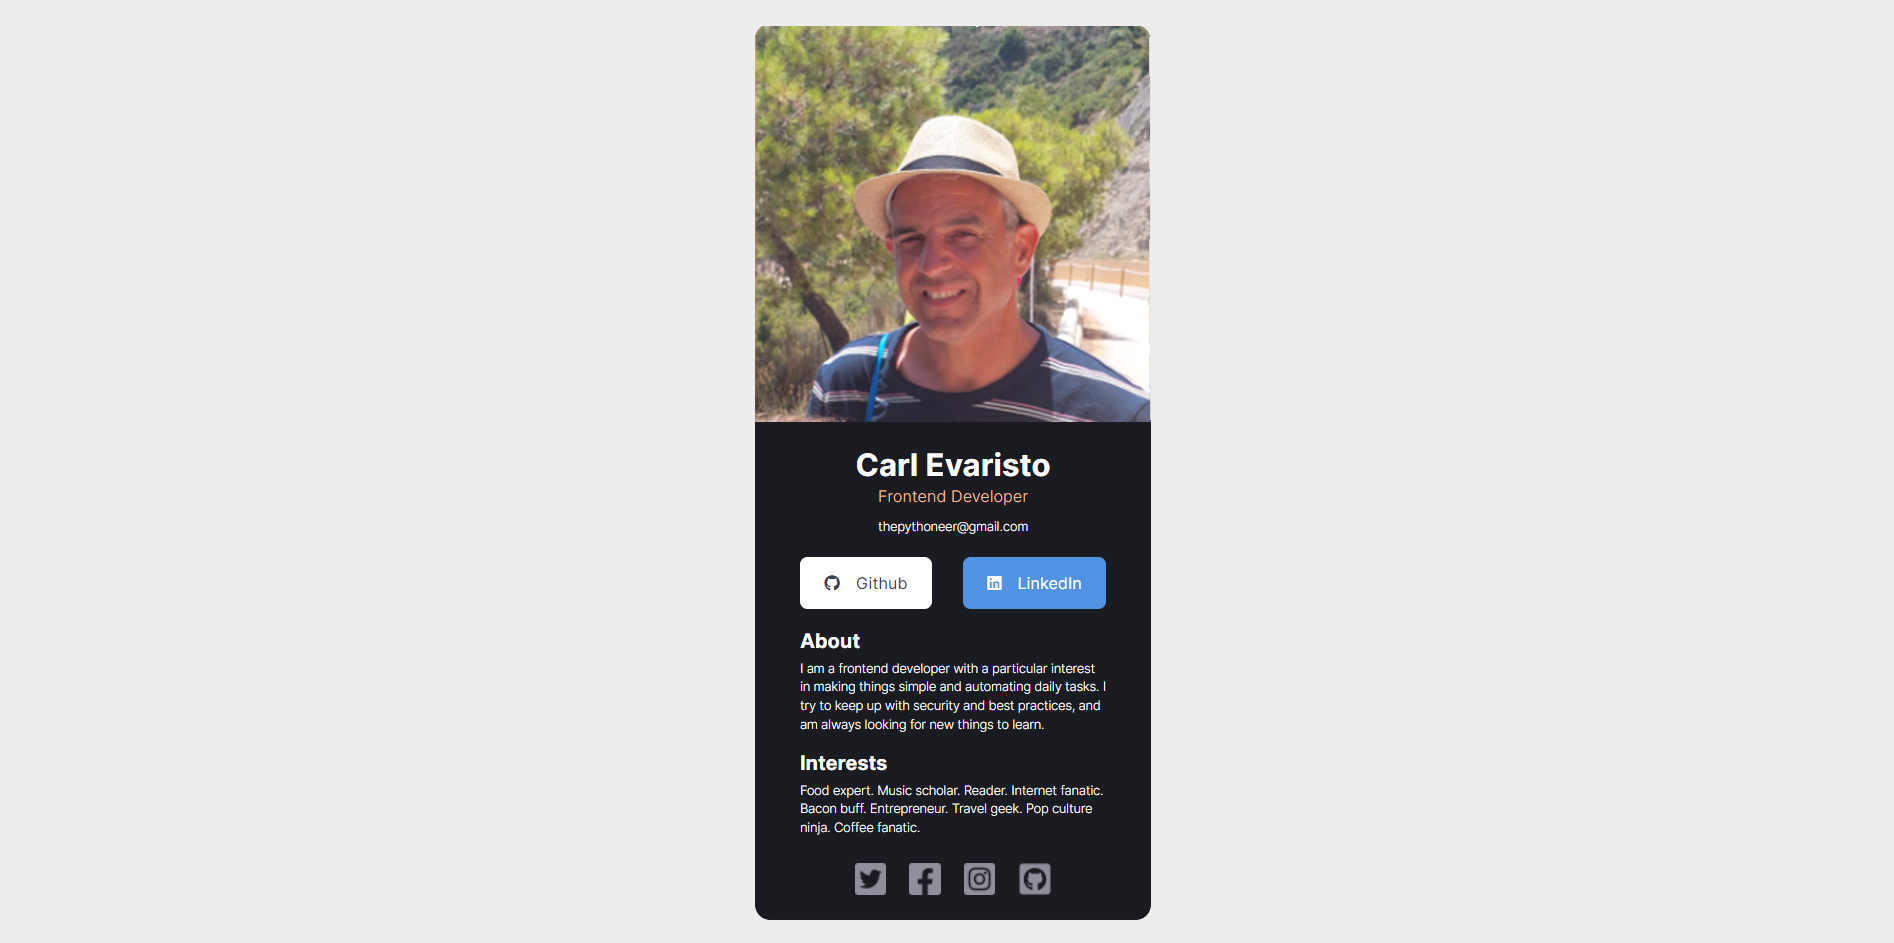 Carl Evaristo
Frontend Developer
thepythoneer@gmail.com
Github
LinkedIn
About
I am a frontend developer with a particular interest
in making things simple and automating daily tasks. I
try to keep up with security and best practices, and
am always looking for new things to learn.
Interests
Food expert. Music scholar. Reader. Internet fanatic.
Bacon buff. Entrepreneur. Travel geek. Pop culture
ninja. Coffee fanatic.